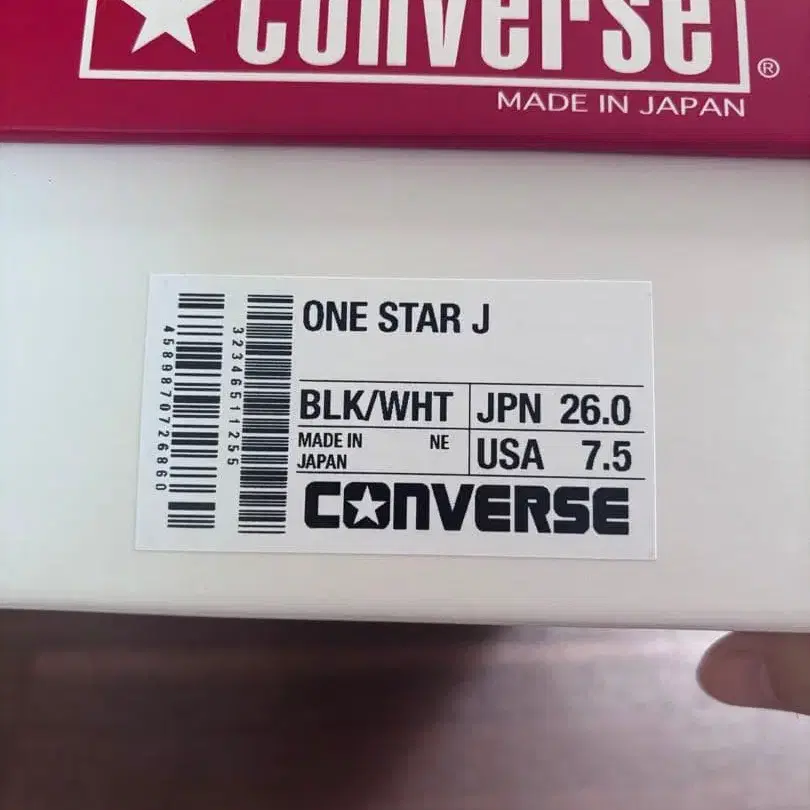 CONVERSE
®
MADE IN JAPAN
4589870726860
32346511255
ONE STAR J
BLK/WHT
JPN 26.0
MADE IN JAPAN
NE
USA 7.5
CONVERSE